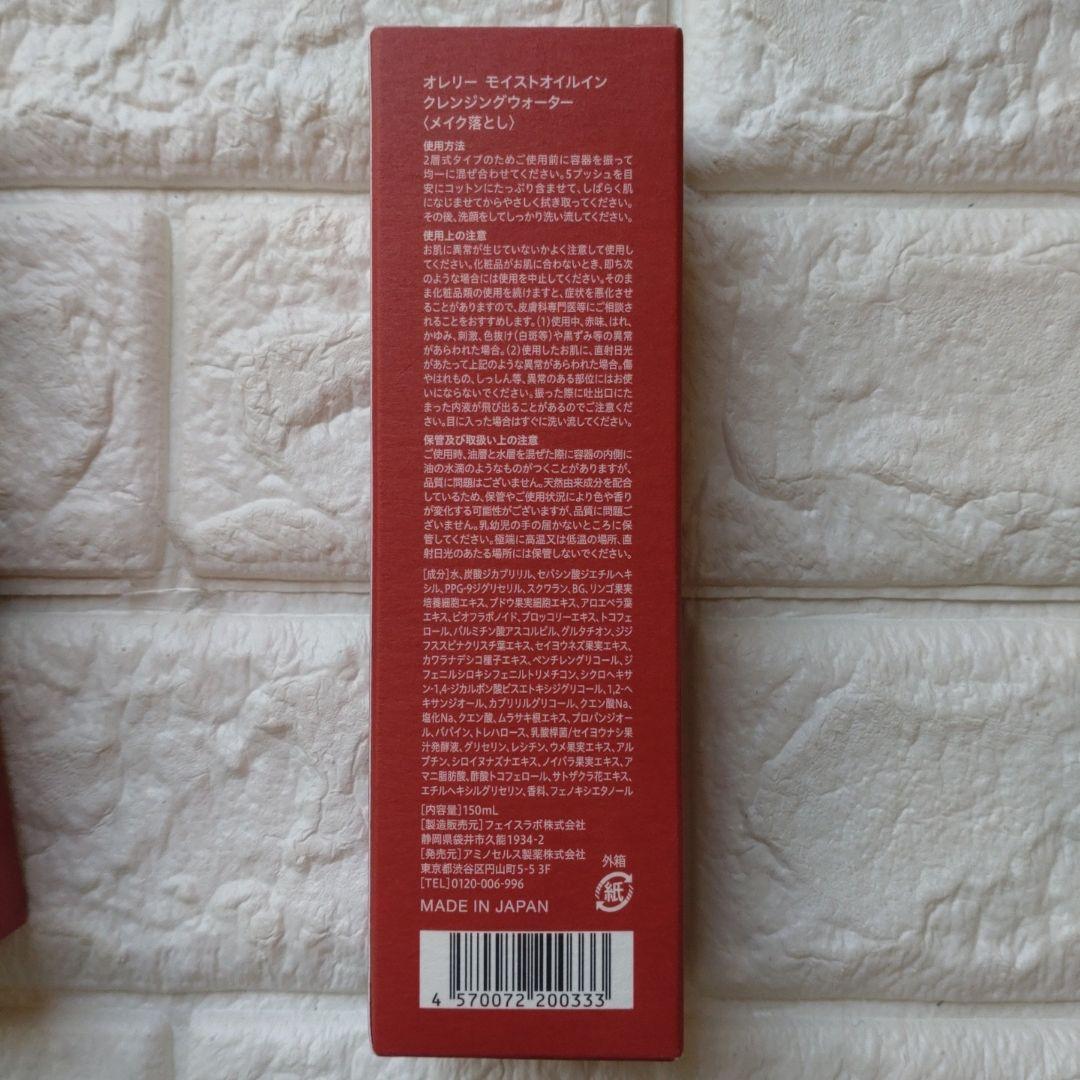 オレリー モイストオイルイン
クレンジングウォーター
〈メイク落とし〉
使用方法
2層式タイプのためご使用前に容器を振って
均一に混ぜ合わせてください。5プッシュを目
安にコットンにたっぷり含ませて、しばらく肌
になじませてからやさしく拭き取ってください。
その後、洗顔をしてしっかり洗い流してください。
使用上の注意
お肌に異常が生じていないかよく注意して使用し
てください。化粧品がお肌に合わないとき、即ち次
のような場合には使用を中止してください。そのま
ま化粧品類の使用を続けますと、症状を悪化させ
ることがありますので、皮膚科専門医等にご相談さ
れることをおすすめします。(1)使用中、赤味、はれ、
かゆみ、刺激、色抜け(白斑等)や黒ずみ等の異常
があらわれた場合。(2)使用したお肌に、直射日光
があたって上記のような異常があらわれた場合。傷
やはれもの、しっしん等、異常のある部位にはお使
いにならないでください。振った際に吐出口にた
まった内液が飛び出ることがあるのでご注意くだ
さい。目に入った場合はすぐに洗い流してください。
保管及び取扱い上の注意
ご使用時、油層と水層を混ぜた際に容器の内側に
油の水滴のようなものがつくことがありますが、
品質に問題はございません。天然由来成分を配合
しているため、保管やご使用状況により色や香り
が変化する可能性がございますが、品質に問題ご
ざいません。乳幼児の手の届かないところに保
管してください。極端に高温又は低温の場所、直
射日光のあたる場所には保管しないでください。
[成分]水、炭酸ジカプリリル、セバシン酸ジエチルヘキ
シル、PPG-9ジグリセリル、スクワラン、BG、リンゴ果実
培養細胞エキス、ブドウ果実細胞エキス、アロエベラ葉
エキス、ビオフラボノイド、ブロッコリーエキス、トコフェ
ロール、パルミチン酸アスコルビル、グルタチオン、ジジ
フススピナクリスチ葉エキス、セイヨウネズ果実エキス、
カワラナデシコ種子エキス、ペンチレングリコール、ジ
フェニルシロキシフェニルトリメチコン、シクロヘキサ
ン-1,4-ジカルボン酸ビスエトキシジグリコール、1,2-ヘ
キサンジオール、カプリリルグリコール、クエン酸Na、
塩化Na、クエン酸、ムラサキ根エキス、プロパンジオー
ル、パパイン、トレハロース、乳酸桿菌/セイヨウナシ果
汁発酵液、グリセリン、レシチン、ウメ果実エキス、アル
ブチン、シロイヌナズナエキス、ノイバラ果実エキス、ア
マニ脂肪酸、酢酸トコフェロール、サトザクラ花エキス、
エチルヘキシルグリセリン、香料、フェノキシエタノール
[内容量]150mL
[製造販売元]フェイスラボ株式会社
静岡県袋井市久能1934-2
[発売元]アミノセルス製薬株式会社
東京都渋谷区円山町5-5 3F
[TEL]0120-006-996
外箱
紙
MADE IN JAPAN
4 570072 200333